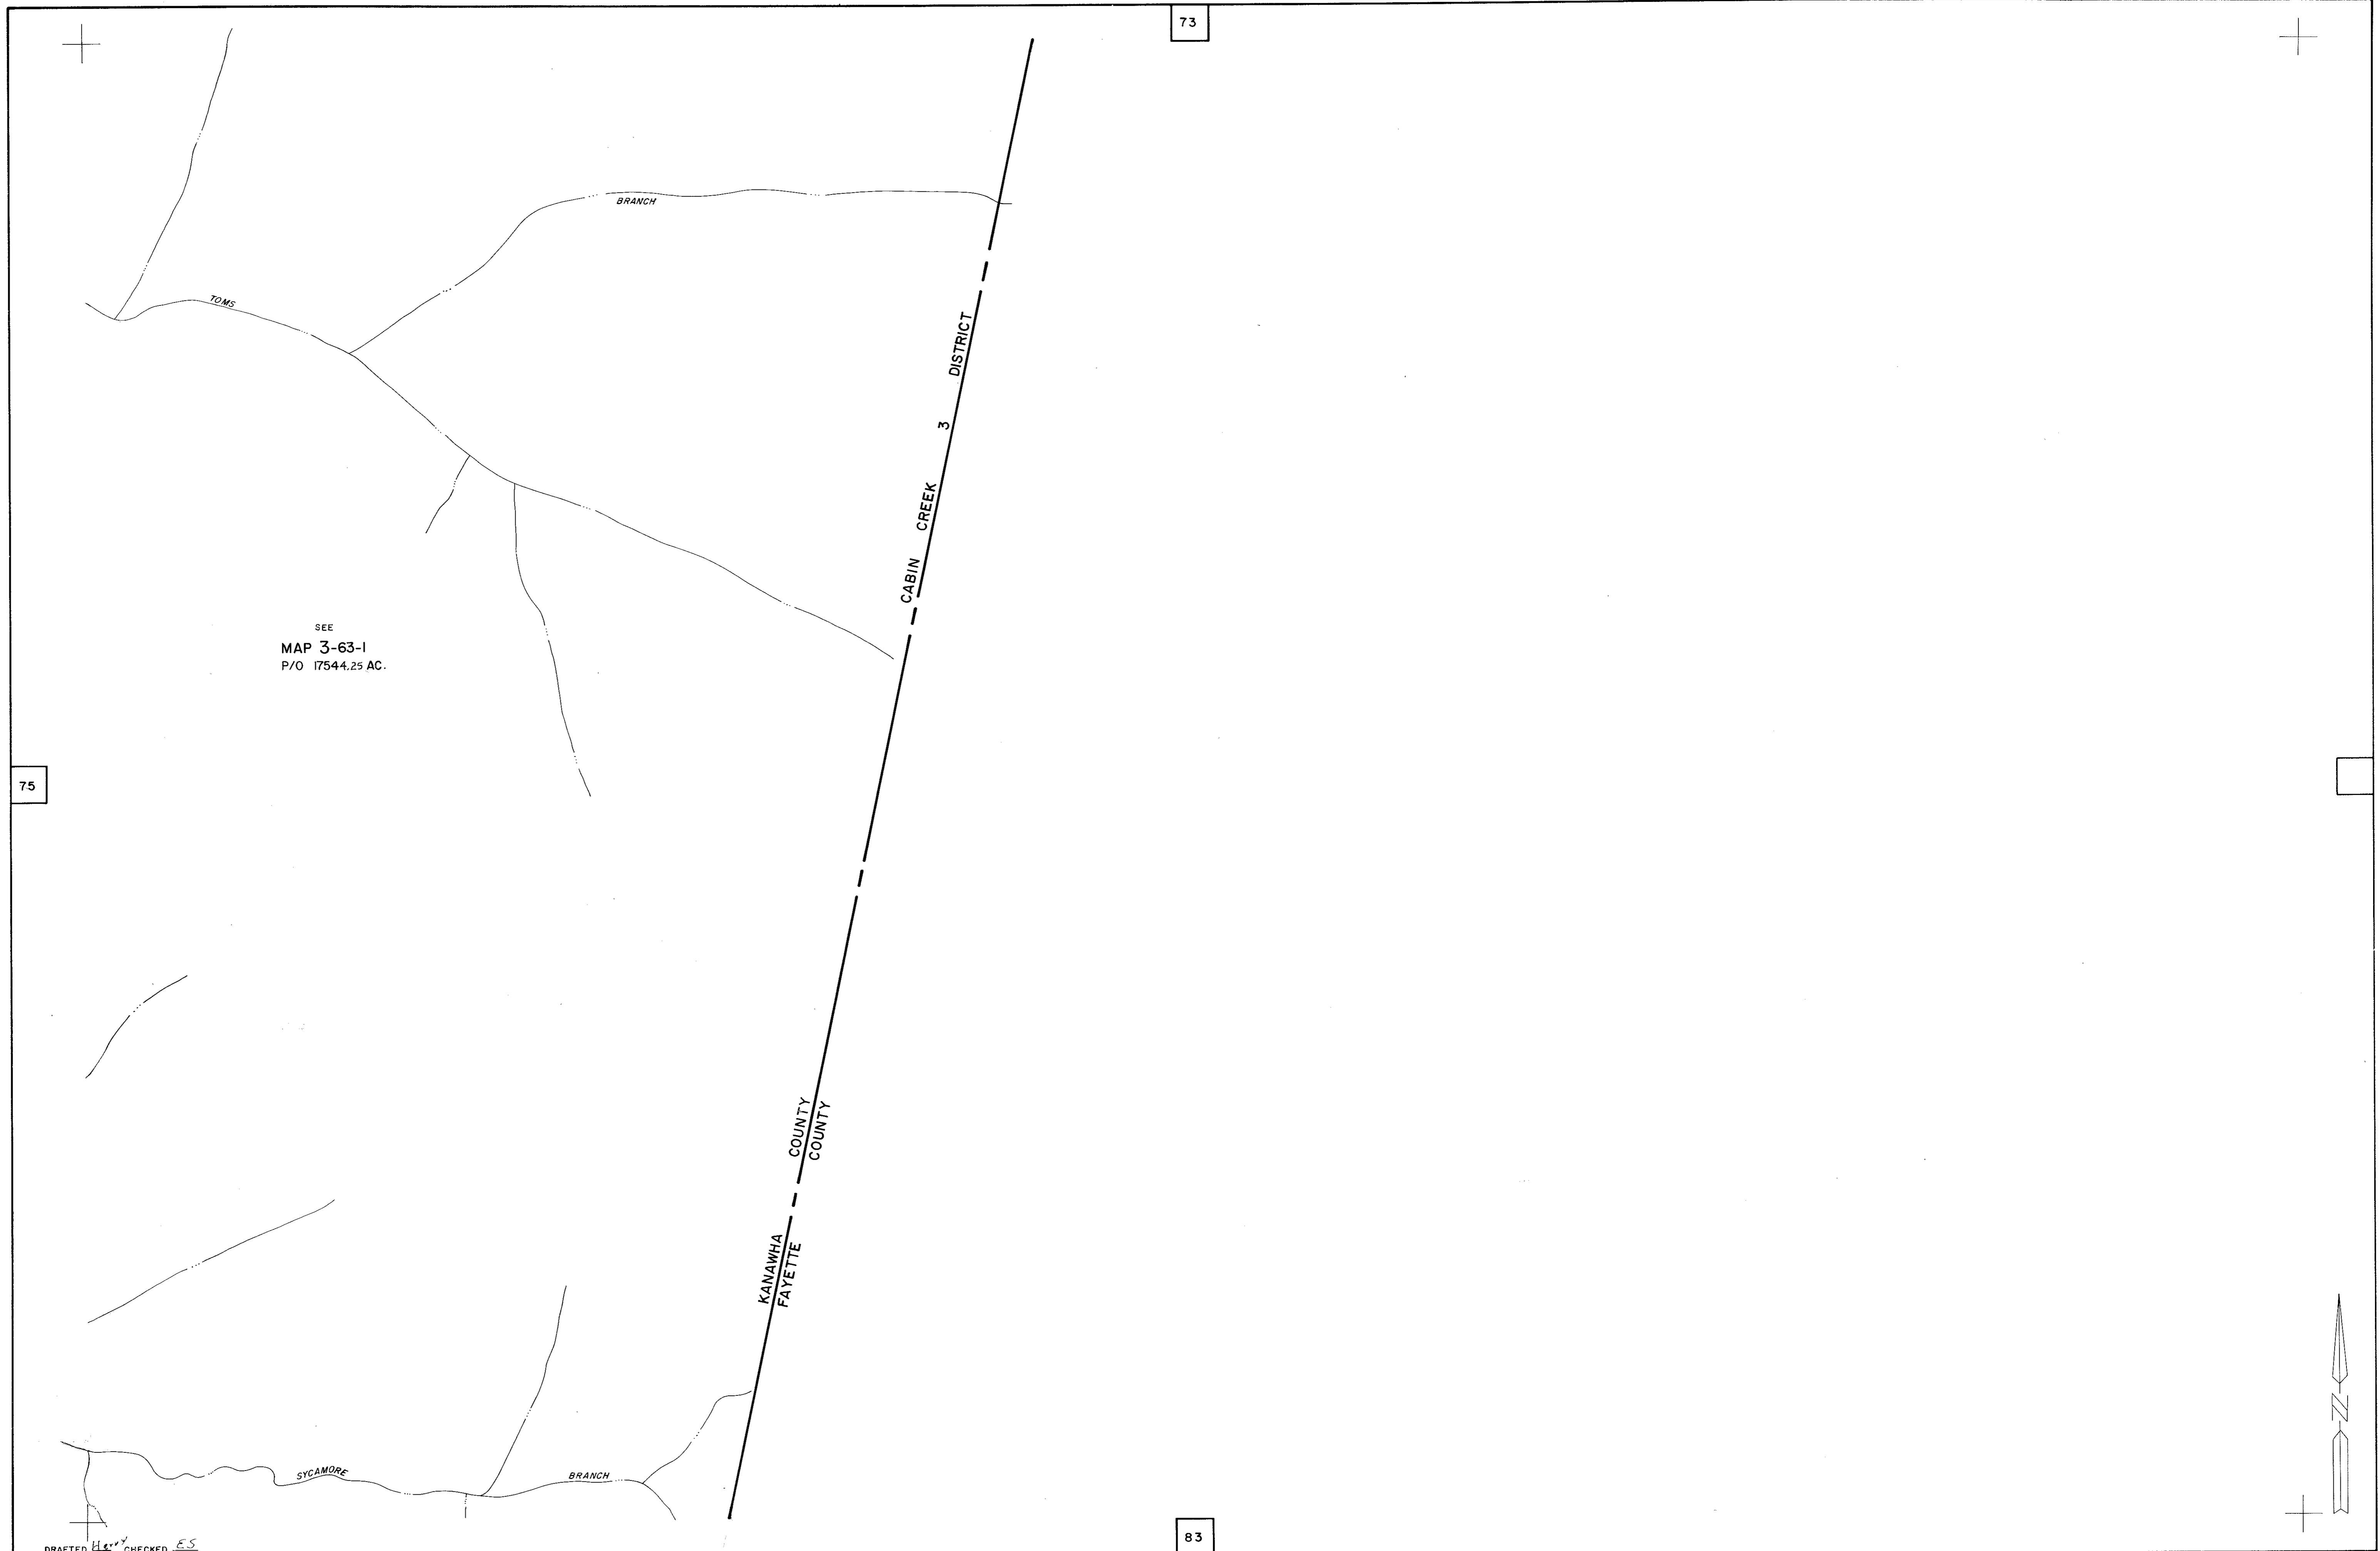 73
BRANCH
TOMS
CABIN CREEK 3 DISTRICT
SEE
MAP 3-63-1
P/O 17544.25 AC.
75
KANAWHA COUNTY
FAYETTE COUNTY
N
SYCAMORE BRANCH
83
DRAFTED CHECKED ES